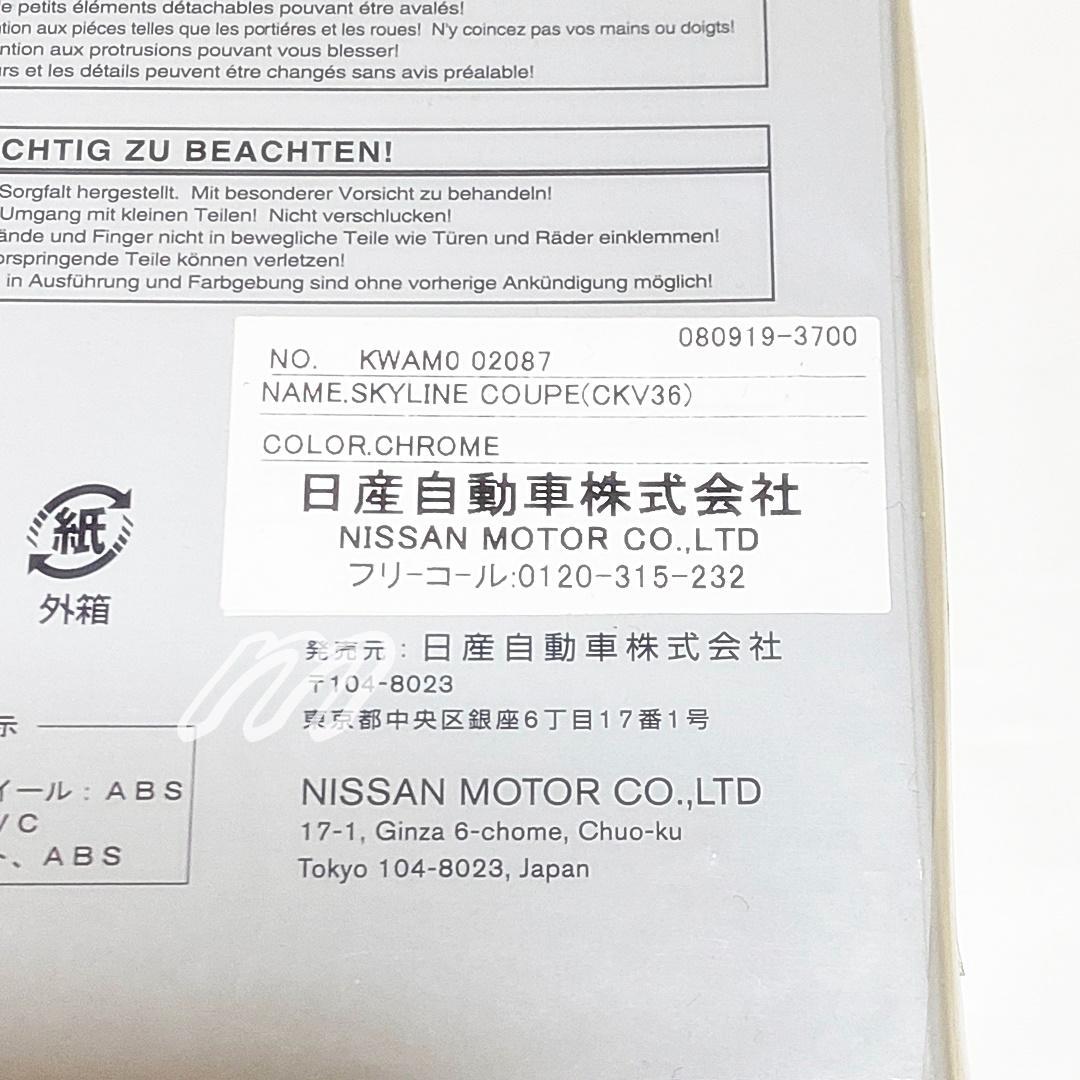 e petits éléments détachables pouvant étre avalés!
tion aux piéces telles que les portiéres et les roues! N'y coincez pas vos mains ou doigts!
ntion aux protrusions pouvant vous blesser!
rs et les détails peuvent étre changés sans avis préalable!
CHTIG ZU BEACHTEN!
Sorgfalt hergestellt. Mit besonderer Vorsicht zu behandeln!
Umgang mit kleinen Teilen! Nicht verschlucken!
ände und Finger nicht in bewegliche Teile wie Türen und Räder einklemmen!
orspringende Teile können verletzen!
in Ausführung und Farbgebung sind ohne vorherige Ankündigung möglich!
080919-3700
NO. KWAM0 02087
NAME.SKYLINE COUPE(CKV36)
COLOR.CHROME
日産自動車株式会社
NISSAN MOTOR CO.,LTD
フリーコール:0120-315-232
紙
外箱
m
発売元：日産自動車株式会社
〒104-8023
東京都中央区銀座6丁目17番1号
示
イール：ABS
/C
ト、ABS
NISSAN MOTOR CO.,LTD
17-1, Ginza 6-chome, Chuo-ku
Tokyo 104-8023, Japan